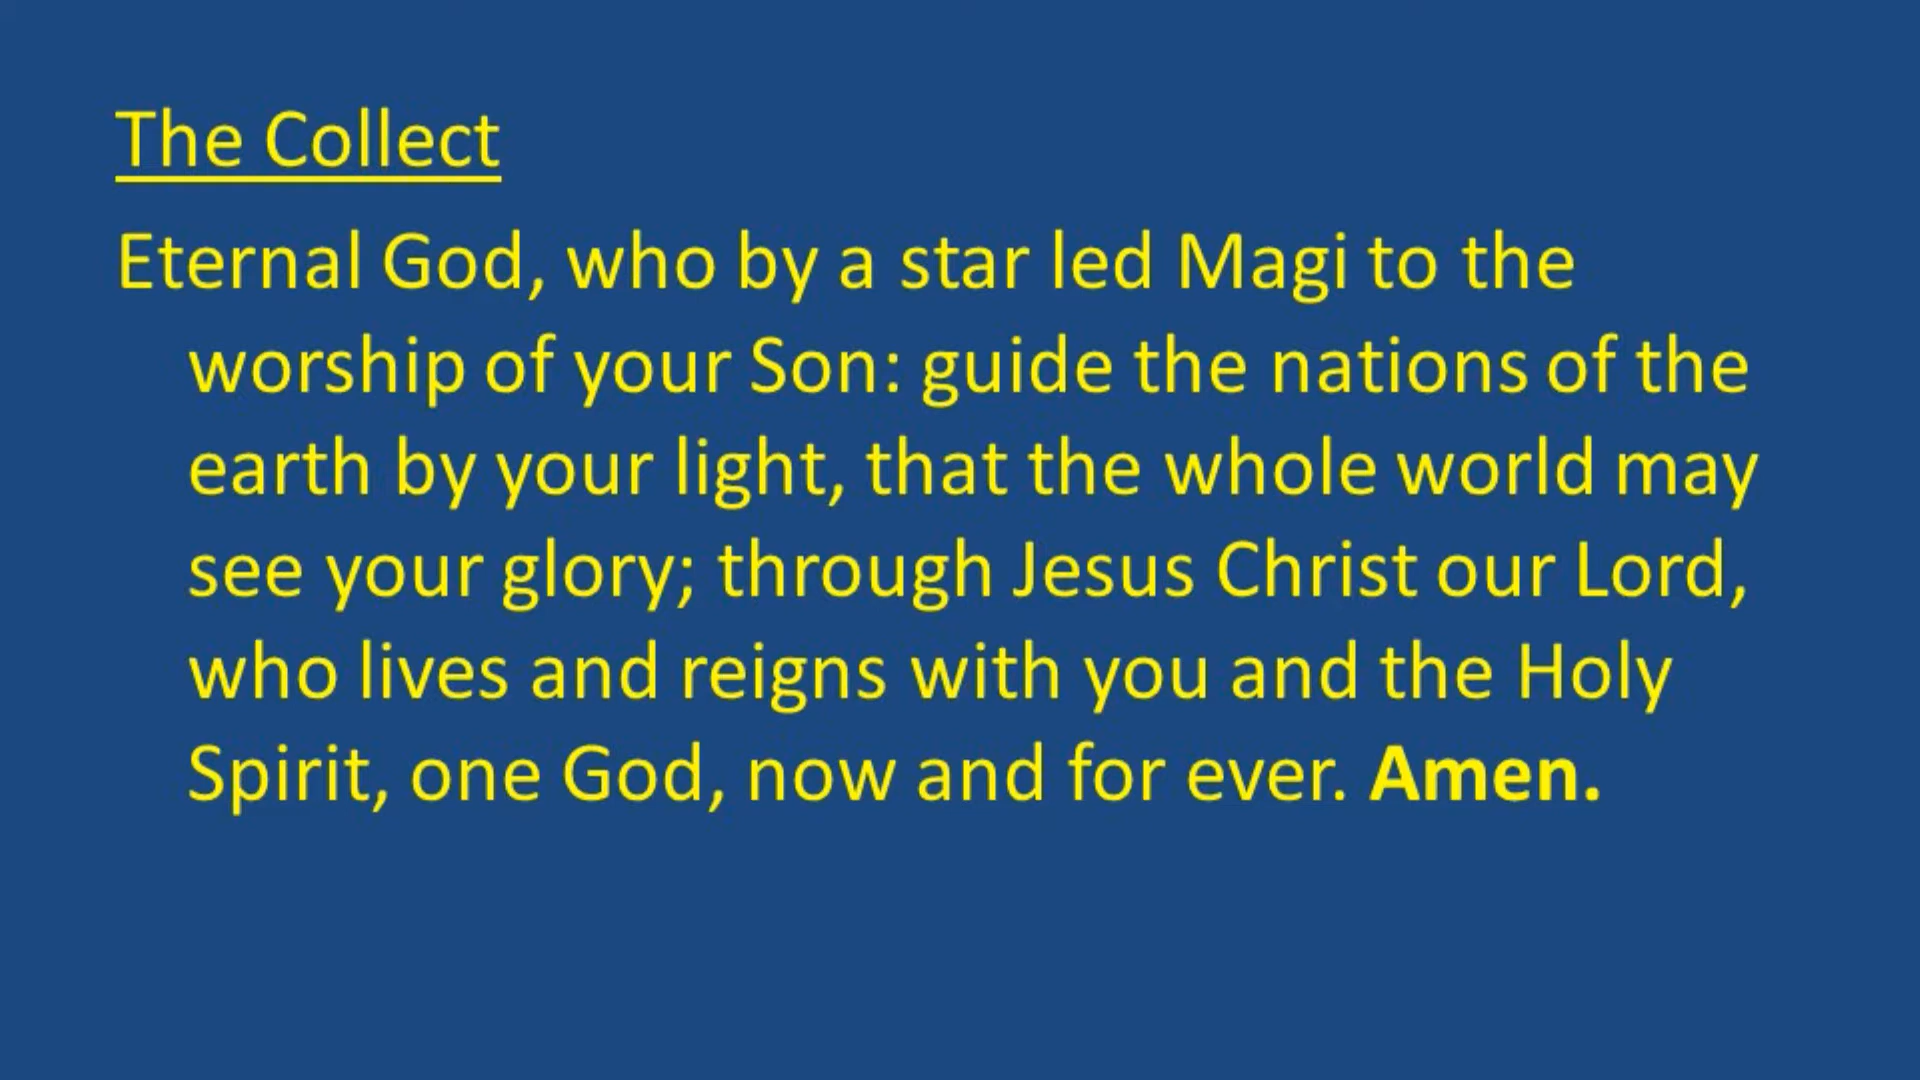 The Collect
Eternal God, who by a star led Magi to the
worship of your Son: guide the nations of the
earth by your light, that the whole world may
see your glory; through Jesus Christ our Lord,
who lives and reigns with you and the Holy
Spirit, one God, now and for ever. Amen.